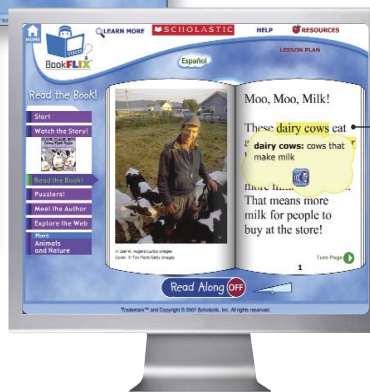 HOME
LEARN MORE
SCHOLASTIC
HELP
RESOURCES
LESSON PLAN
BookFLIX
Español
Read the Book!
Start
Watch the Story!
Read the Book!
Puzzlers!
Meet the Author
Explore the Web
More
Animals
and Nature
Moo, Moo, Milk!
These dairy cows eat
dairy cows: cows that
make milk
That means more
milk for people to
buy at the store!
1
Turn Page
Read Along OFF
Trademark™ and Copyright © 2007 Scholastic, Inc. All rights reserved.